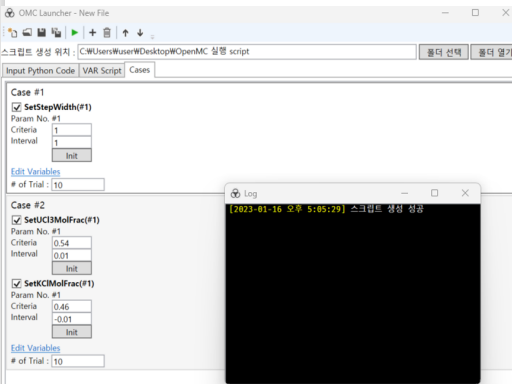 OMC Launcher - New File
스크립트 생성 위치 : C:₩Users₩user₩Desktop₩OpenMC 실행 script 폴더 선택 폴더 열기
Input Python Code VAR Script Cases
Case #1
SetStepWidth(#1)
Param No. #1
Criteria 1
Interval 1
Init
Edit Variables
# of Trial : 10
Case #2
SetUCl3MolFrac(#1)
Param No. #1
Criteria 0.54
Interval 0.01
Init
SetKClMolFrac(#1)
Param No. #1
Criteria 0.46
Interval -0.01
Init
Edit Variables
# of Trial : 10
Log
[2023-01-16 오후 5:05:29] 스크립트 생성 성공